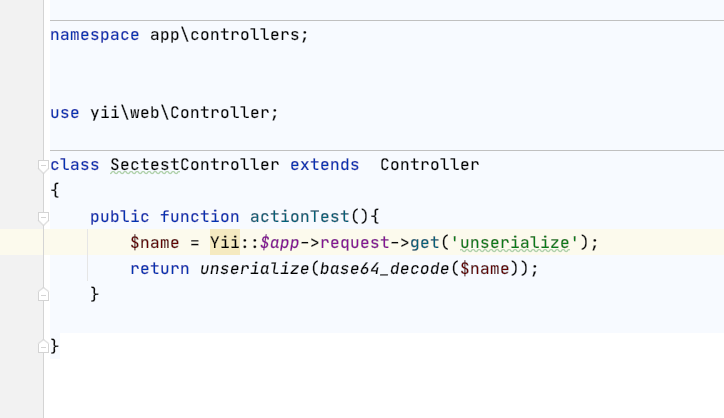 namespace app\controllers;
use yii\web\Controller;
class SectestController extends  Controller
{
public function actionTest(){
$name = Yii::$app->request->get('unserialize');
return unserialize(base64_decode($name));
}
}